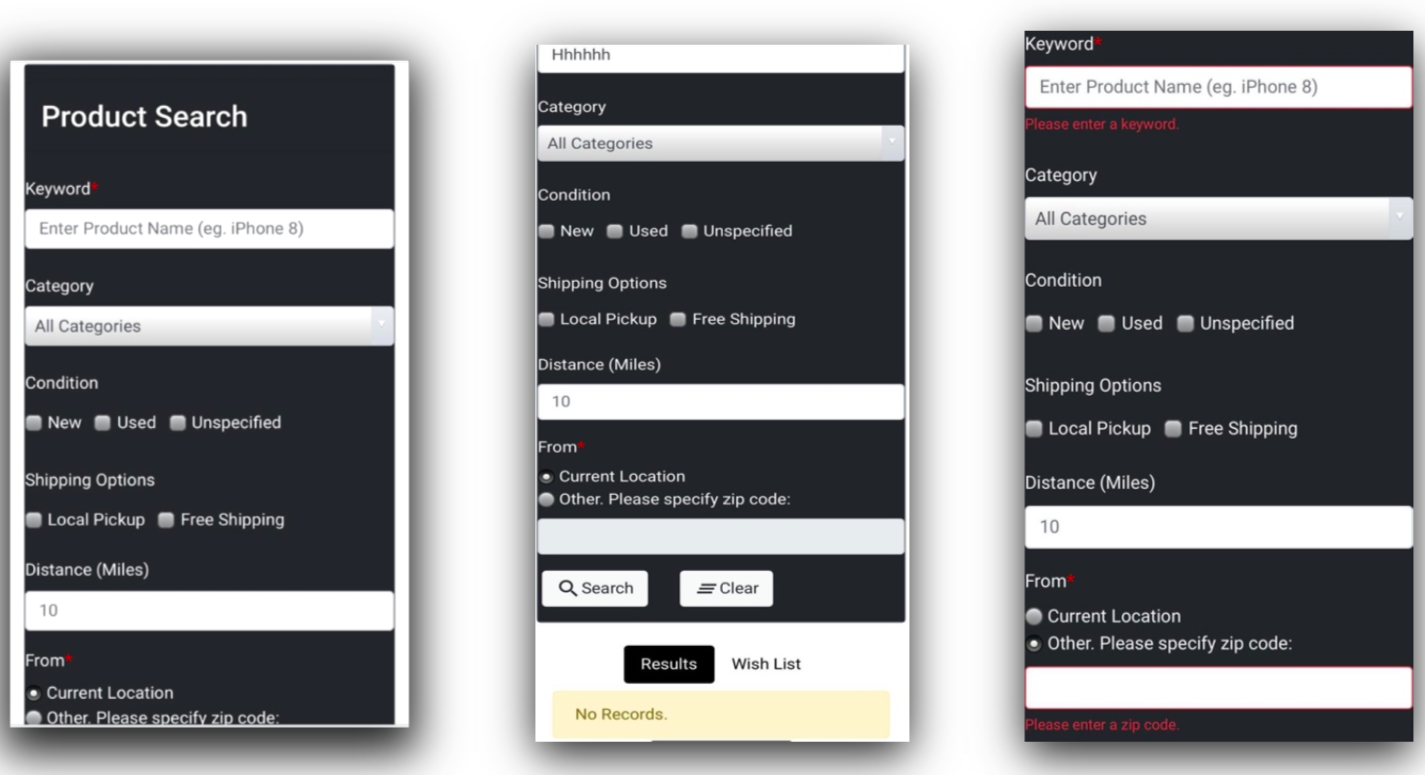 Product Search
Keyword*
Enter Product Name (eg. iPhone 8)
Category
All Categories
Condition
New Used Unspecified
Shipping Options
Local Pickup Free Shipping
Distance (Miles)
10
From*
Current Location
Other. Please specify zip code:
Hhhhhh
Category
All Categories
Condition
New Used Unspecified
Shipping Options
Local Pickup Free Shipping
Distance (Miles)
10
From*
Current Location
Other. Please specify zip code:
Search Clear
Results Wish List
No Records.
Keyword*
Enter Product Name (eg. iPhone 8)
Please enter a keyword.
Category
All Categories
Condition
New Used Unspecified
Shipping Options
Local Pickup Free Shipping
Distance (Miles)
10
From*
Current Location
Other. Please specify zip code:
Please enter a zip code.